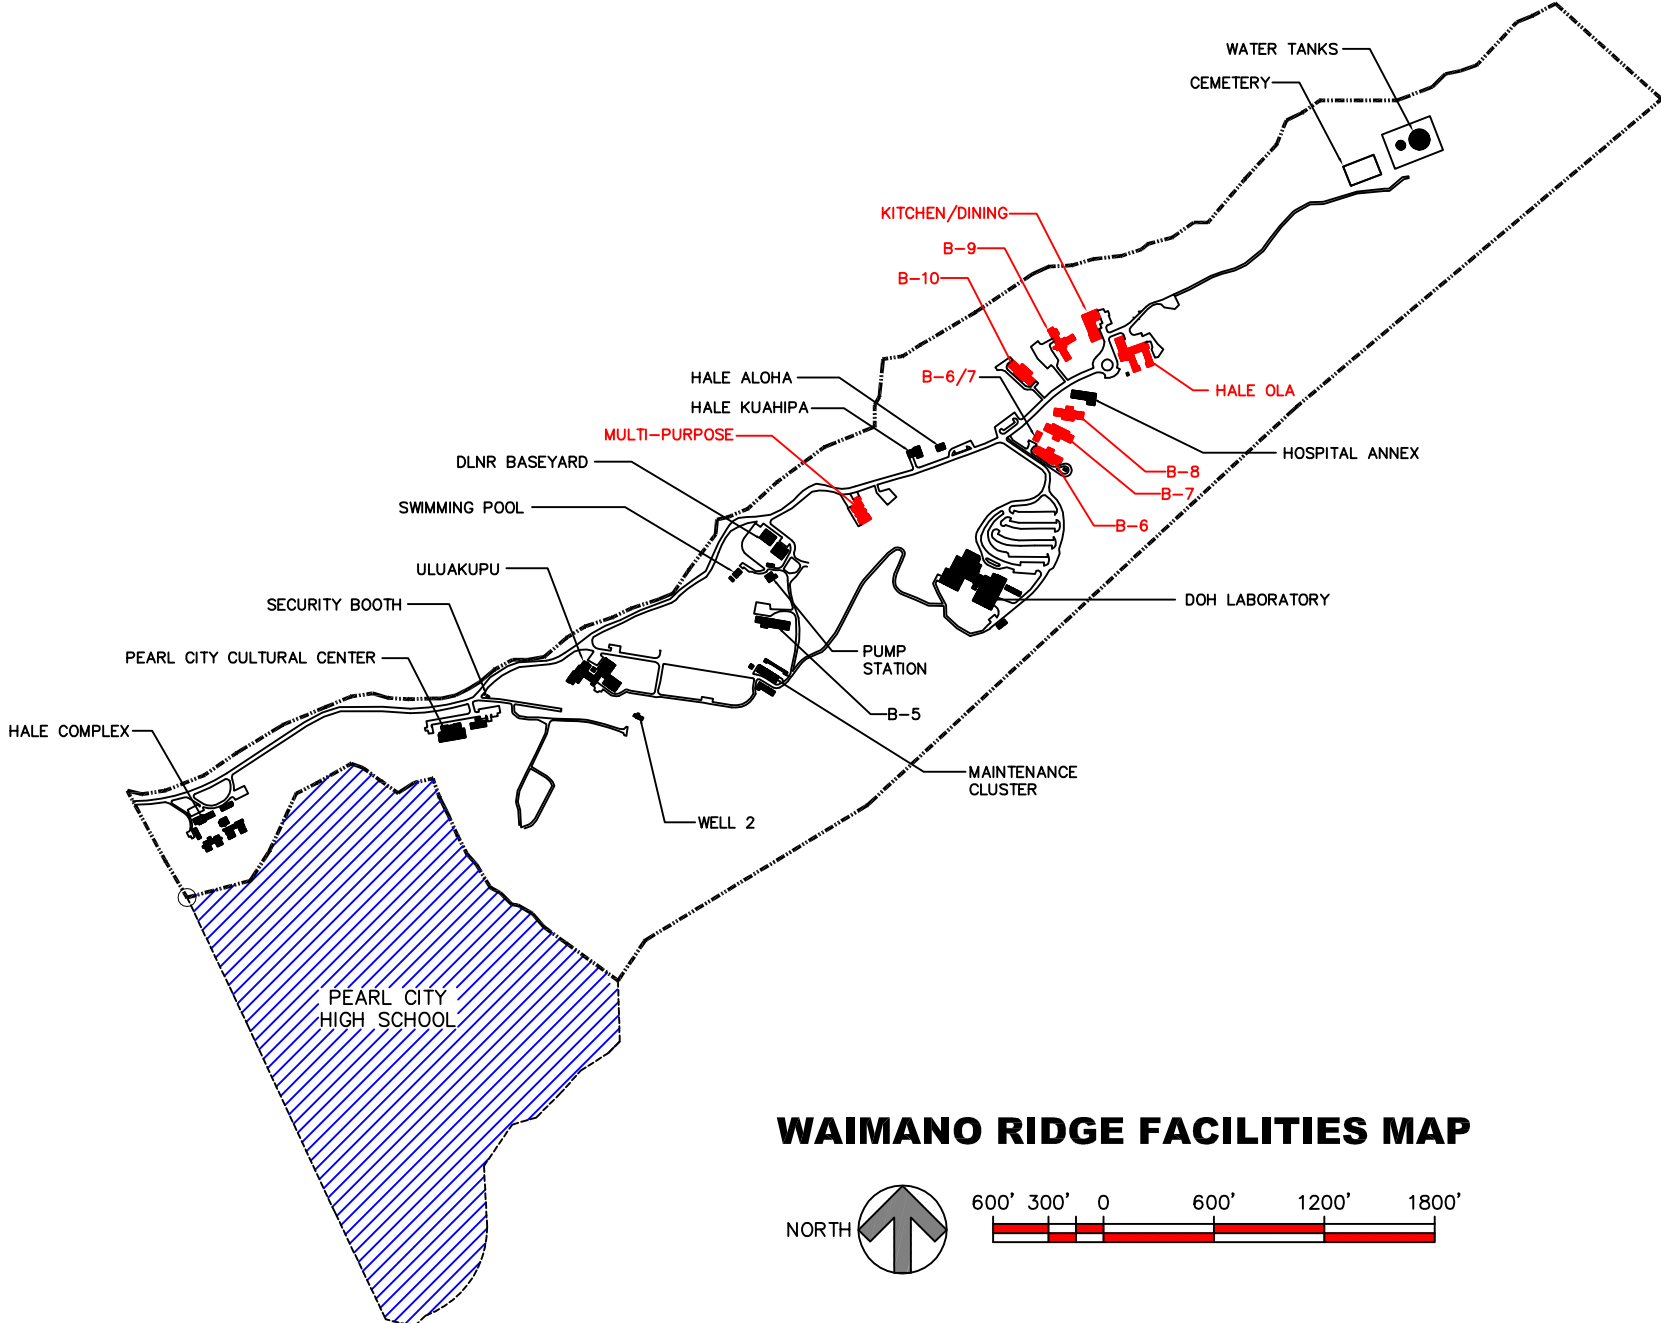 WATER TANKS
CEMETERY
KITCHEN/DINING
B-9
B-10
HALE ALOHA
B-6/7
HALE OLA
HALE KUAHIPA
MULTI-PURPOSE
HOSPITAL ANNEX
DLNR BASEYARD
B-8
B-7
SWIMMING POOL
B-6
ULUAKUPU
SECURITY BOOTH
DOH LABORATORY
PEARL CITY CULTURAL CENTER
PUMP
STATION
B-5
HALE COMPLEX
MAINTENANCE
CLUSTER
WELL 2
PEARL CITY
HIGH SCHOOL
WAIMANO RIDGE FACILITIES MAP
600' 300' 0 600' 1200' 1800'
NORTH